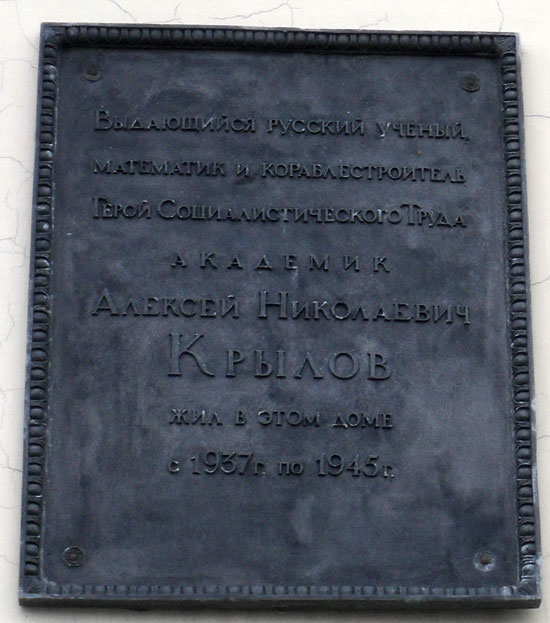 Выдающийся русский ученый,
математик и кораблестроитель
Герой Социалистического Труда
академик
Алексей Николаевич
Крылов
жил в этом доме
с 1937г. по 1945г.